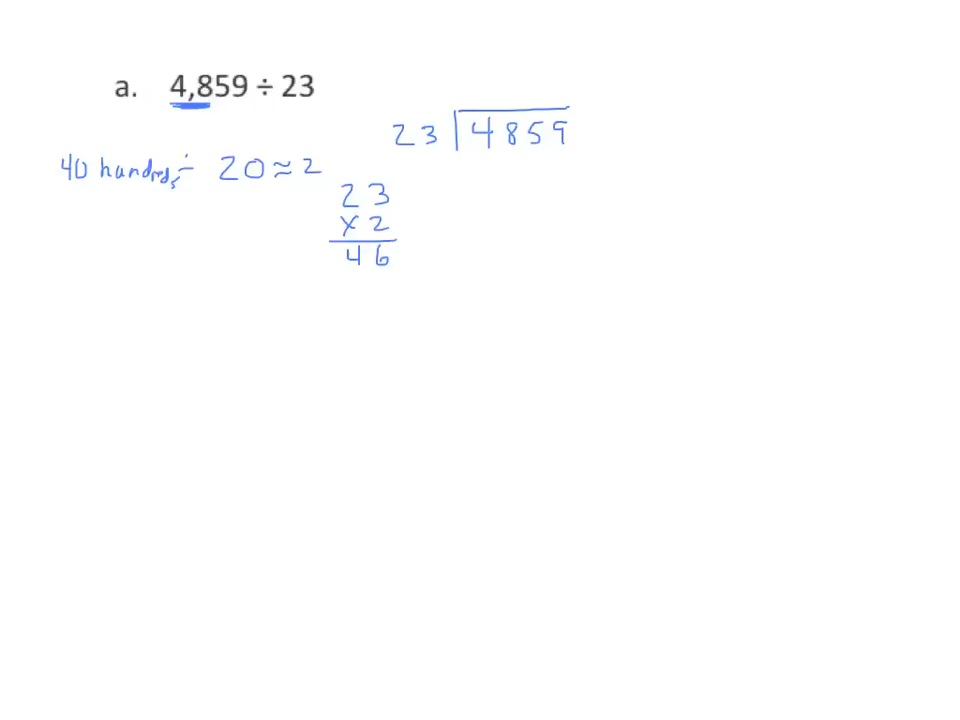 a. 4,859 ÷ 23
23 4859
40 hundreds ÷ 20 ≈ 2
23
x 2
46